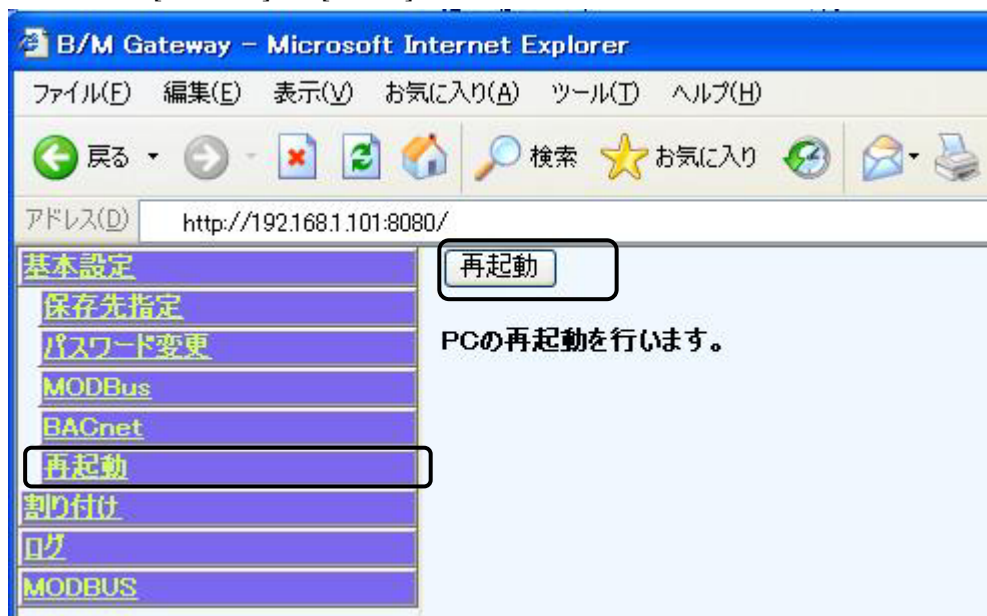 B/M Gateway - Microsoft Internet Explorer
ファイル(F) 編集(E) 表示(V) お気に入り(A) ツール(T) ヘルプ(H)
戻る 検索 お気に入り
アドレス(D) http://192.168.1.101:8080/
基本設定
保存先指定
パスワード変更
MODBus
BACnet
再起動
割り付け
ログ
MODBUS
再起動
PCの再起動を行います。